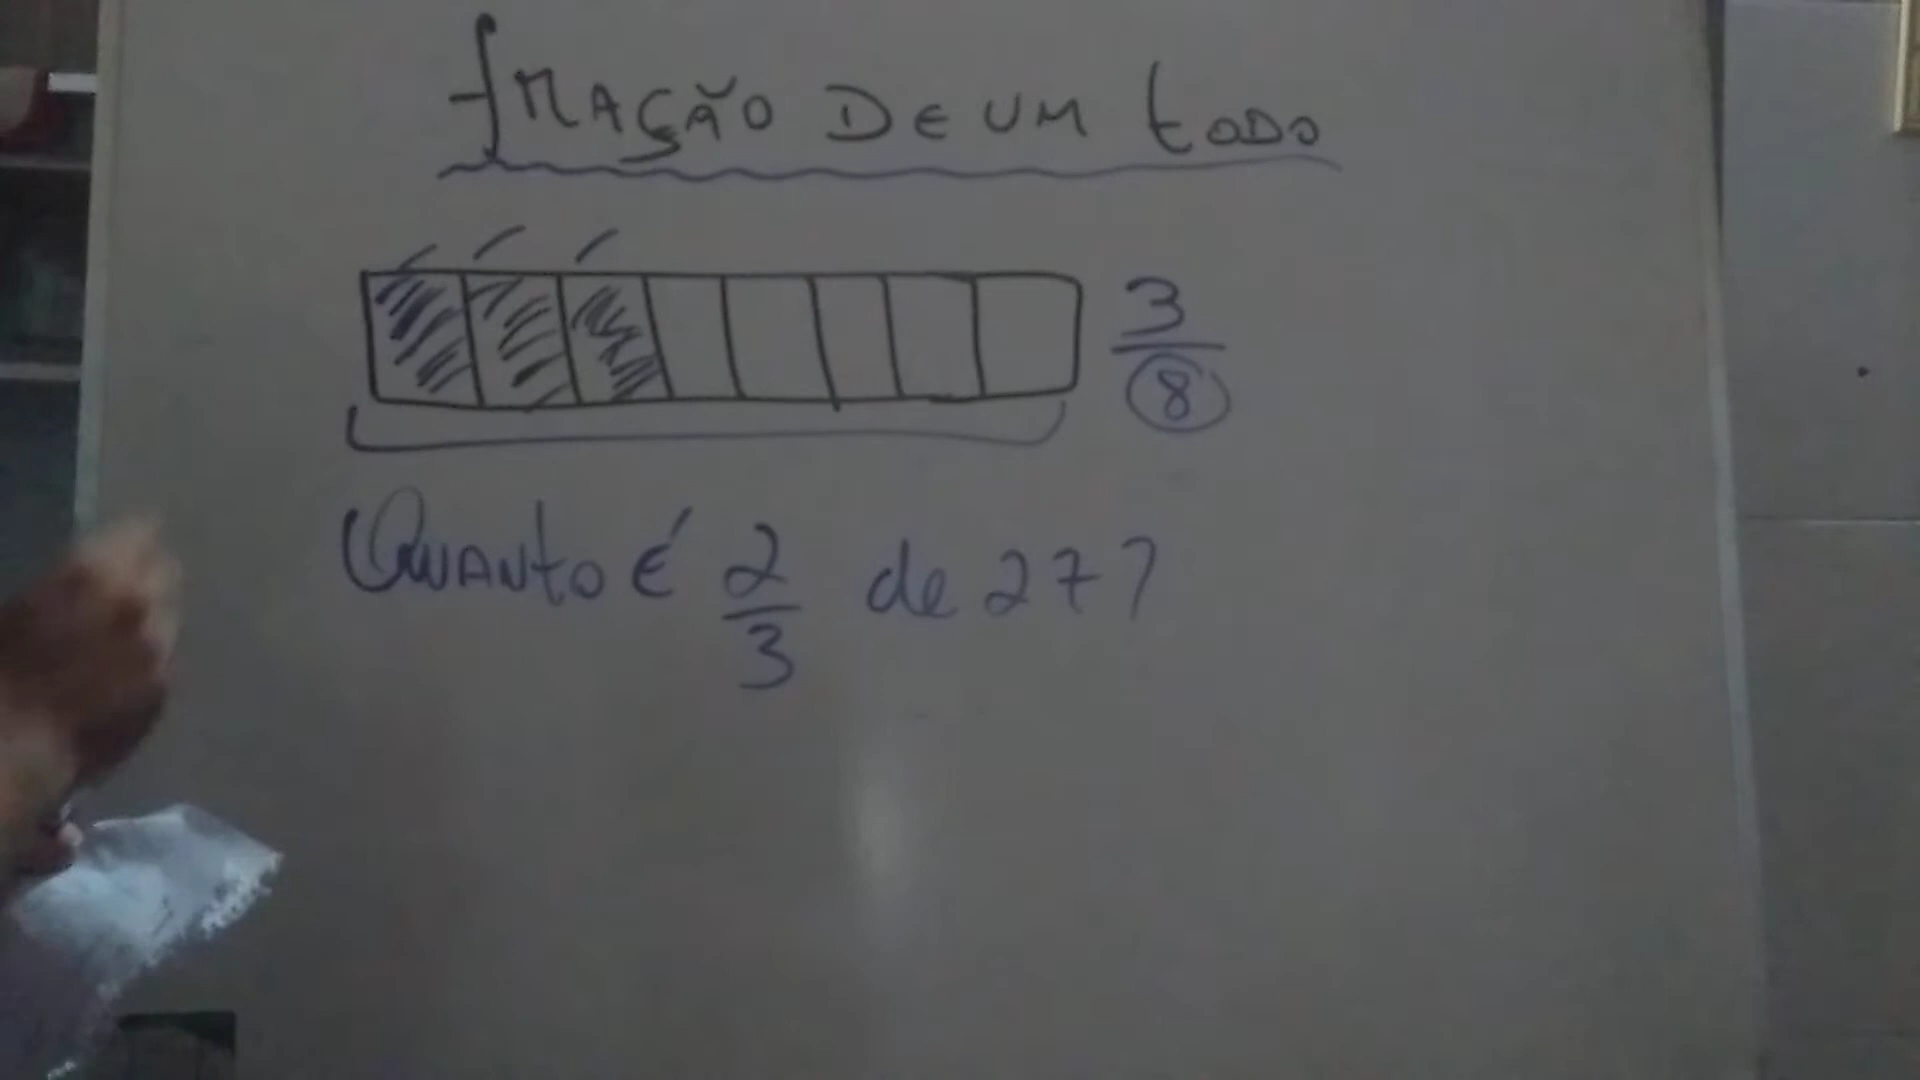 fRAÇÃO DE UM todo
3/8
Quanto é 2/3 de 27?